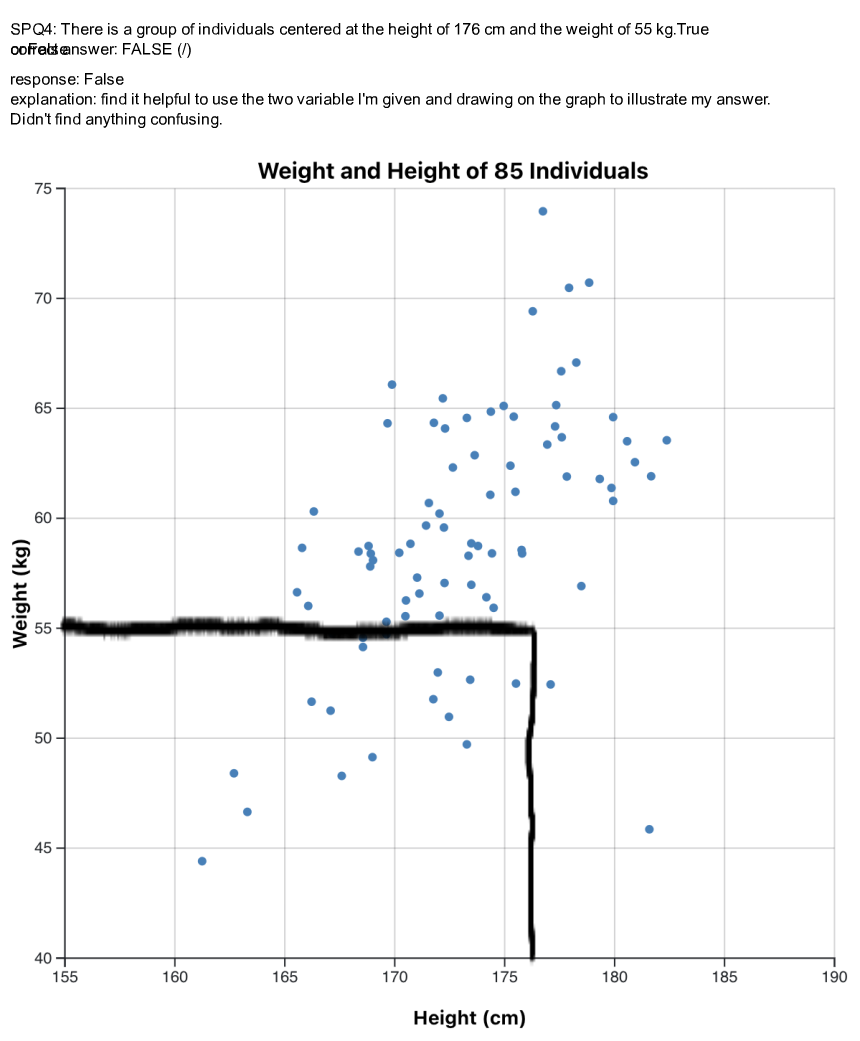 SPQ4: There is a group of individuals centered at the height of 176 cm and the weight of 55 kg.True
answer: FALSE (/)
response: False
explanation: find it helpful to use the two variable I'm given and drawing on the graph to illustrate my answer.
Didn't find anything confusing.
Weight and Height of 85 Individuals
75
70
65
60
55
50
45
40
Weight (kg)
155 160 165 170 175 180 185 190
Height (cm)